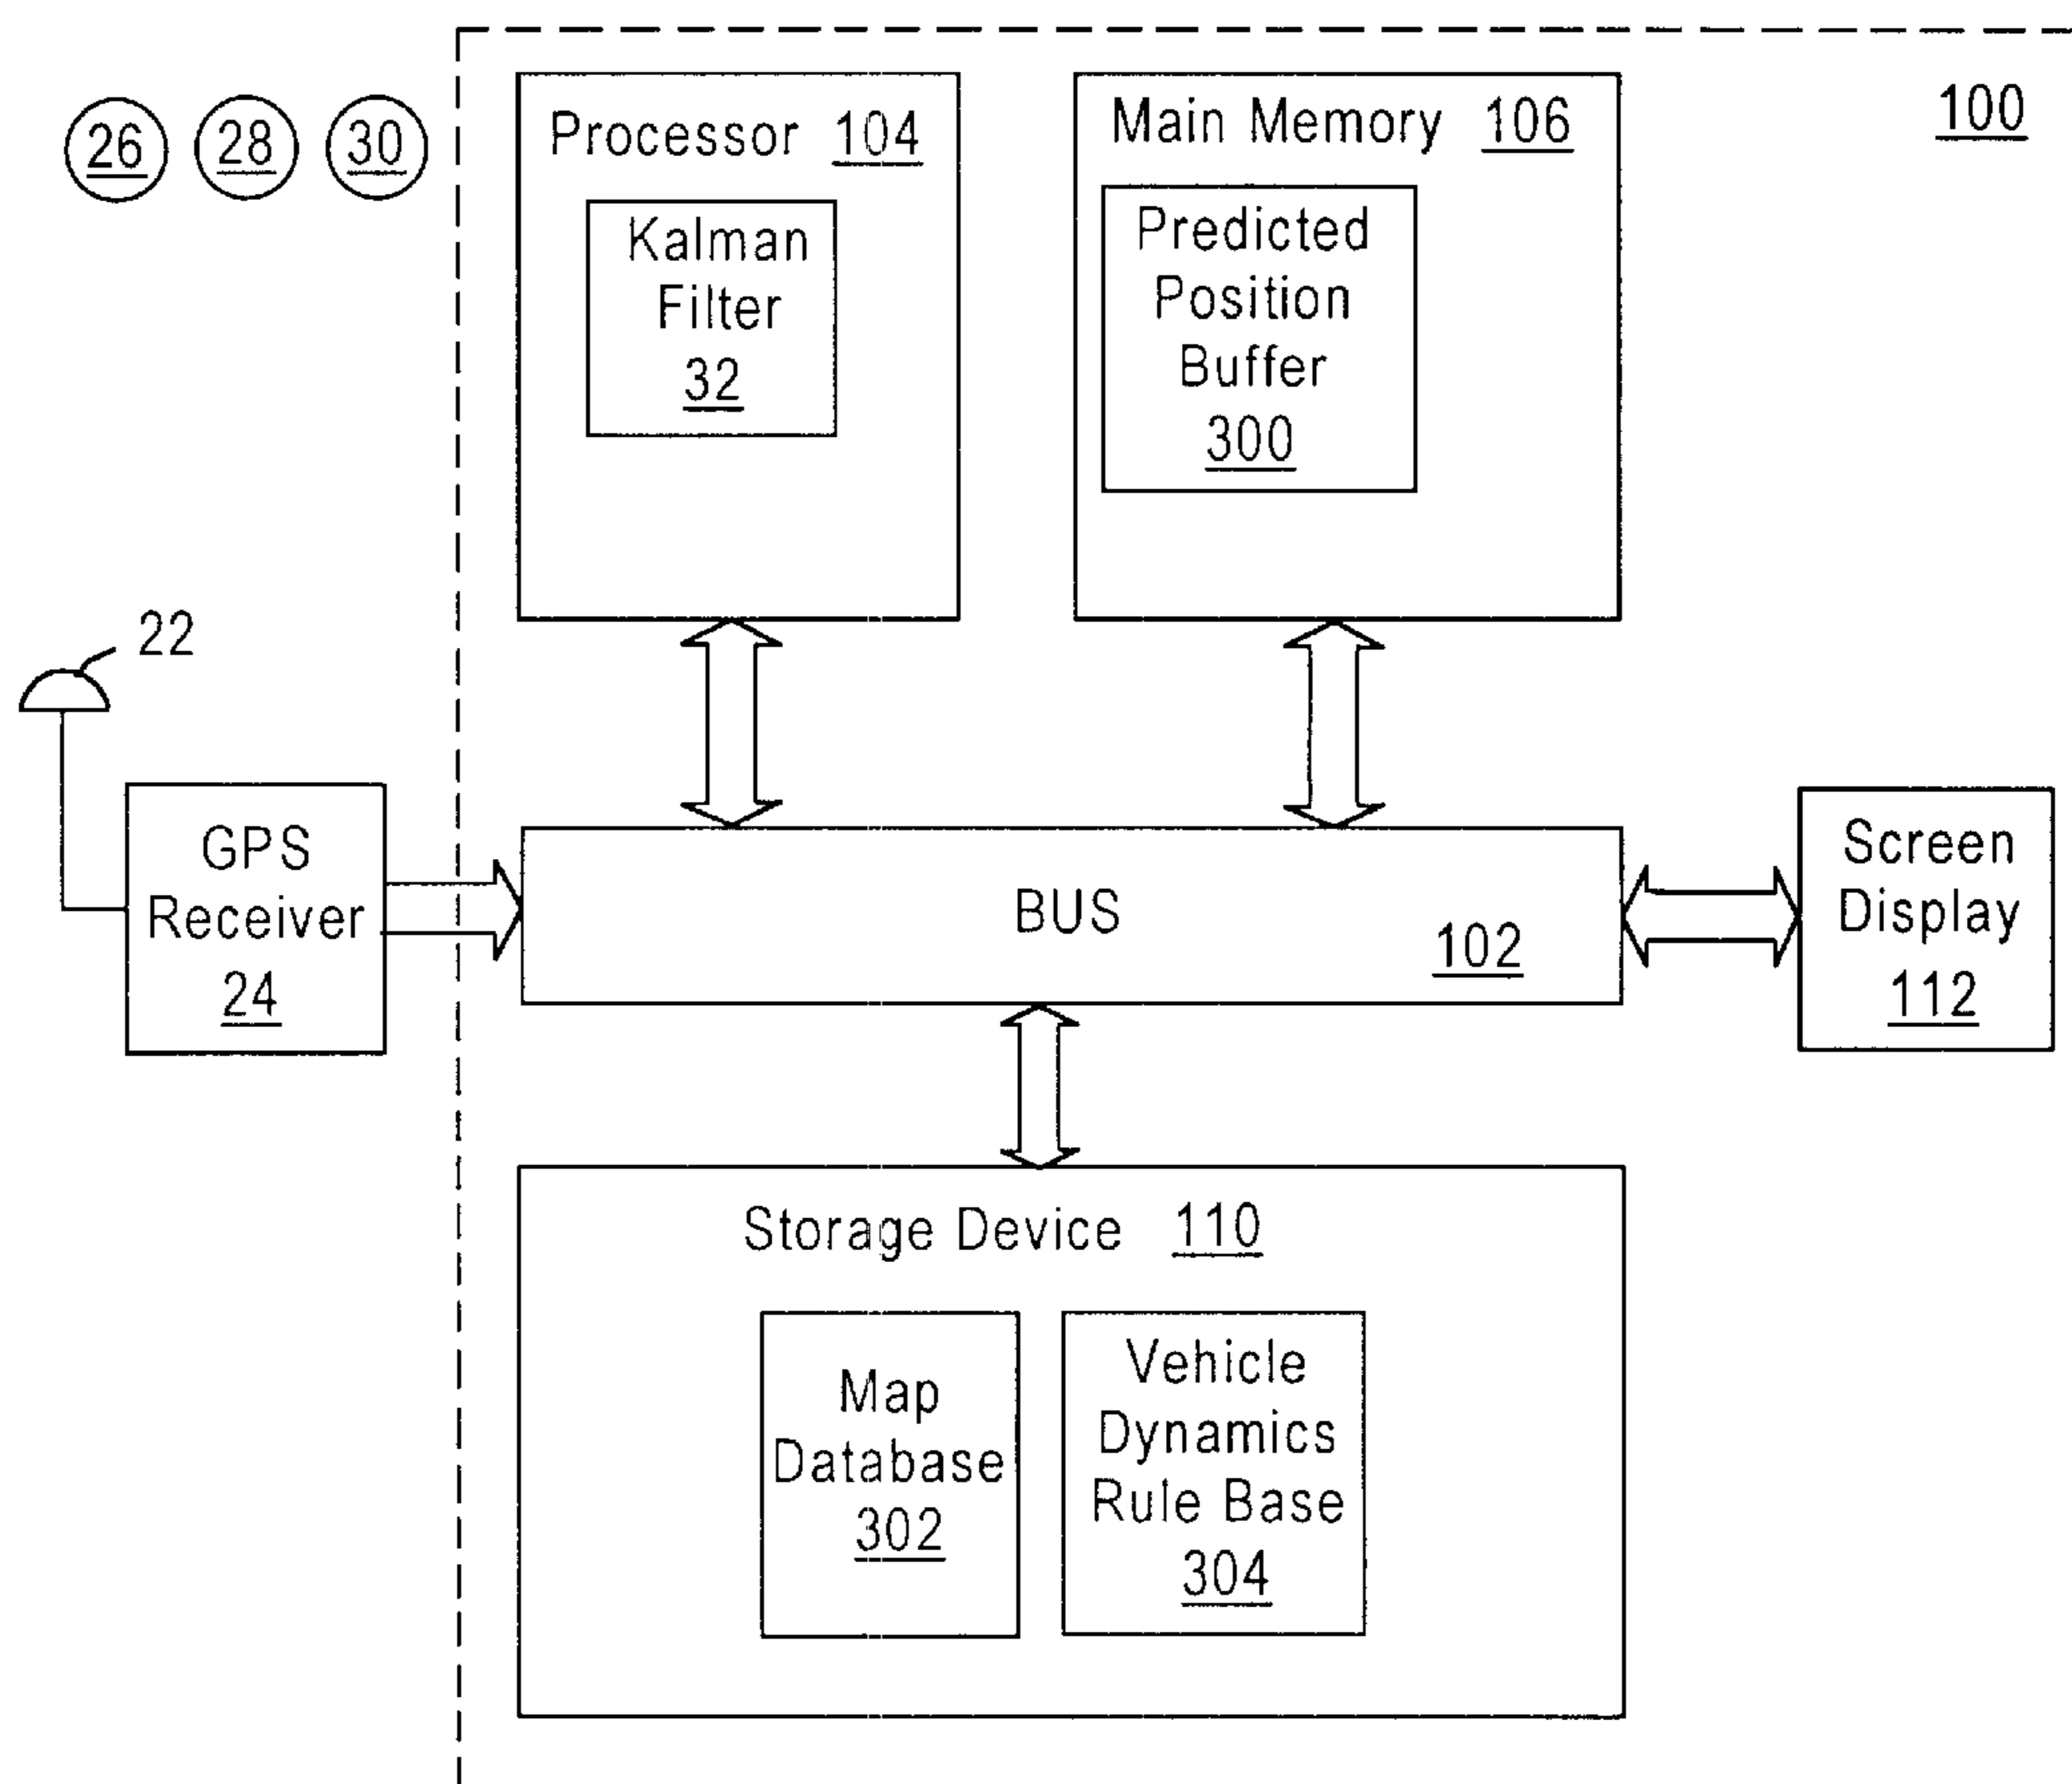 26 28 30
Processor 104
Kalman
Filter
32
Main Memory 106
Predicted
Position
Buffer
300
100
22
GPS
Receiver
24
BUS
102
Screen
Display
112
Storage Device 110
Map
Database
302
Vehicle
Dynamics
Rule Base
304